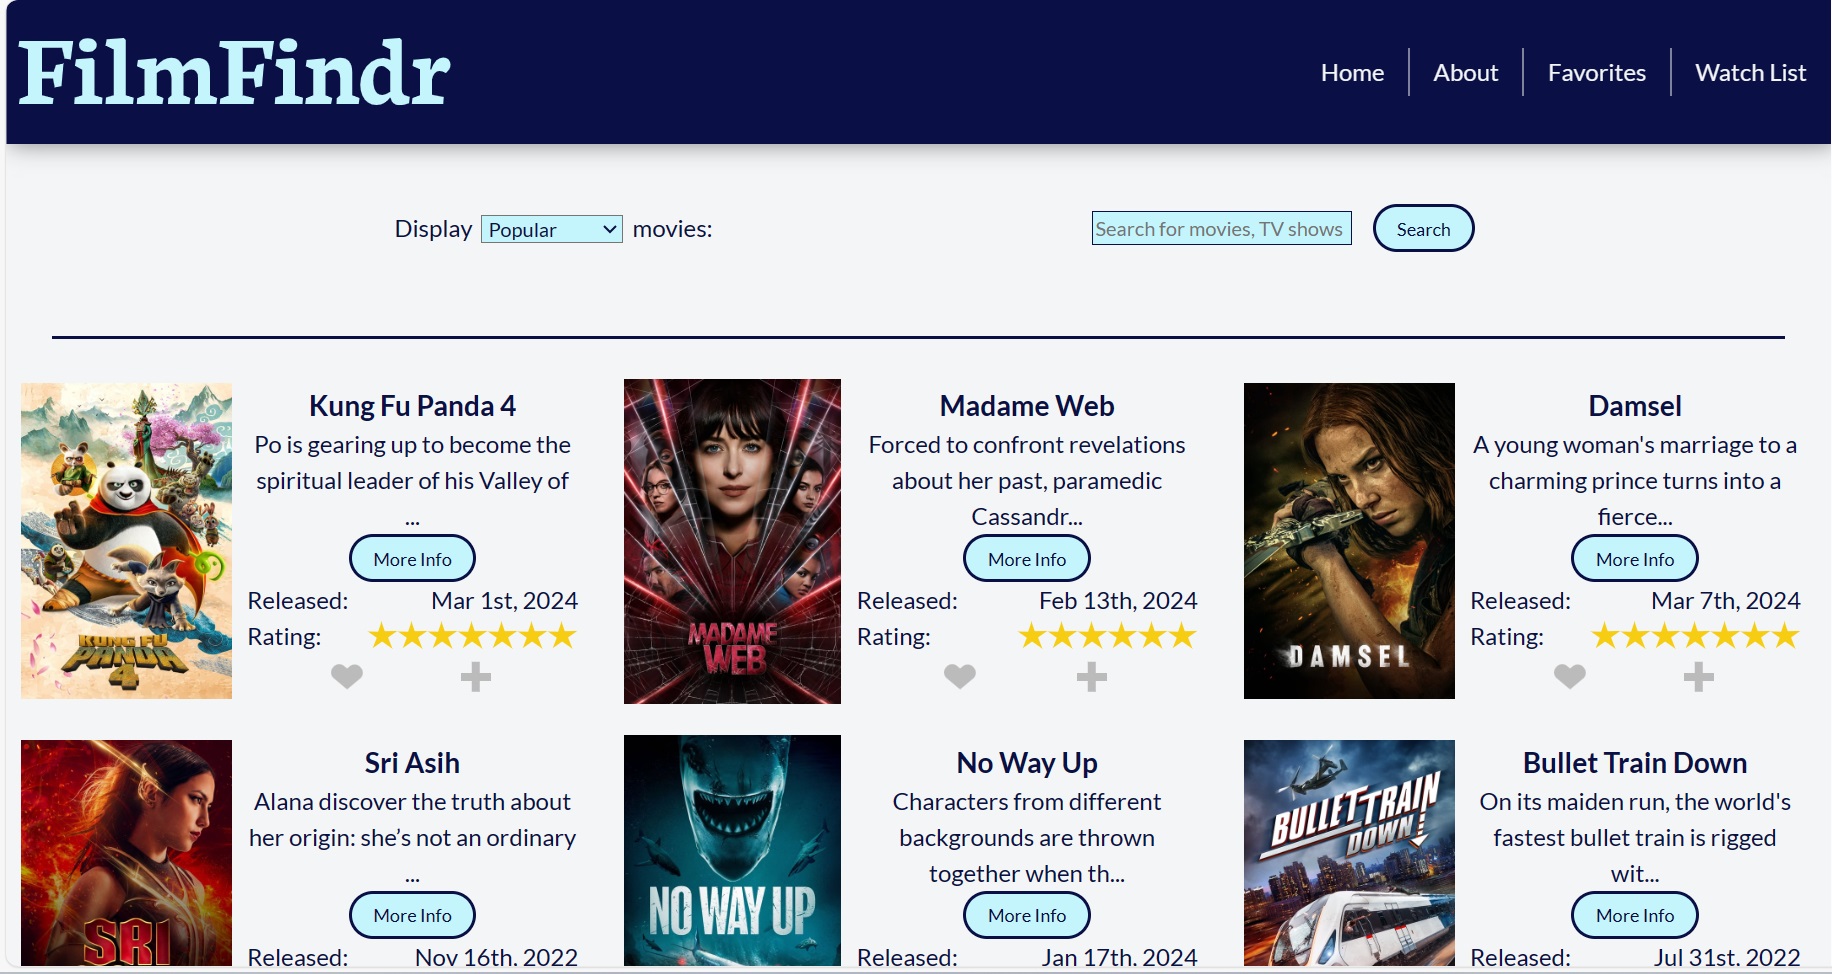 FilmFindr
Home
About
Favorites
Watch List
Display Popular movies:
Search for movies, TV shows
Search
KUNG FU
PANDA
4
Kung Fu Panda 4
Po is gearing up to become the
spiritual leader of his Valley of
...
More Info
Released: Mar 1st, 2024
Rating:
MADAME
WEB
Madame Web
Forced to confront revelations
about her past, paramedic
Cassandr...
More Info
Released: Feb 13th, 2024
Rating:
DAMSEL
Damsel
A young woman's marriage to a
charming prince turns into a
fierce...
More Info
Released: Mar 7th, 2024
Rating:
SRI
Sri Asih
Alana discover the truth about
her origin: she’s not an ordinary
...
More Info
Released: Nov 16th, 2022
NO WAY UP
No Way Up
Characters from different
backgrounds are thrown
together when th...
More Info
Released: Jan 17th, 2024
BULLET TRAIN
DOWN
Bullet Train Down
On its maiden run, the world's
fastest bullet train is rigged
wit...
More Info
Released: Jul 31st, 2022